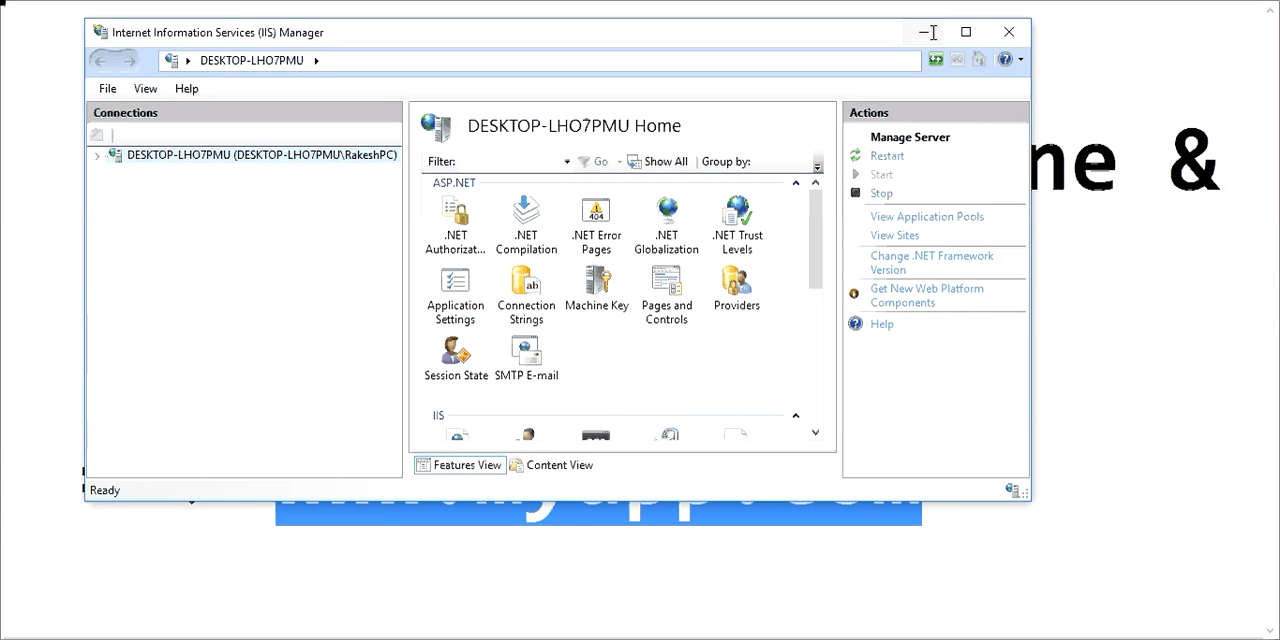 Internet Information Services (IIS) Manager
DESKTOP-LHO7PMU
File View Help
Connections
DESKTOP-LHO7PMU (DESKTOP-LHO7PMU\RakeshPC)
DESKTOP-LHO7PMU Home
Filter: Go Show All Group by:
ASP.NET
.NET Authorizat...
.NET Compilation
.NET Error Pages
404
.NET Globalization
.NET Trust Levels
Application Settings
Connection Strings
ab
Machine Key
Pages and Controls
Providers
Session State
SMTP E-mail
IIS
Features View Content View
Actions
Manage Server
Restart
Start
Stop
View Application Pools
View Sites
Change .NET Framework
Version
Get New Web Platform
Components
Help
Ready
ne &